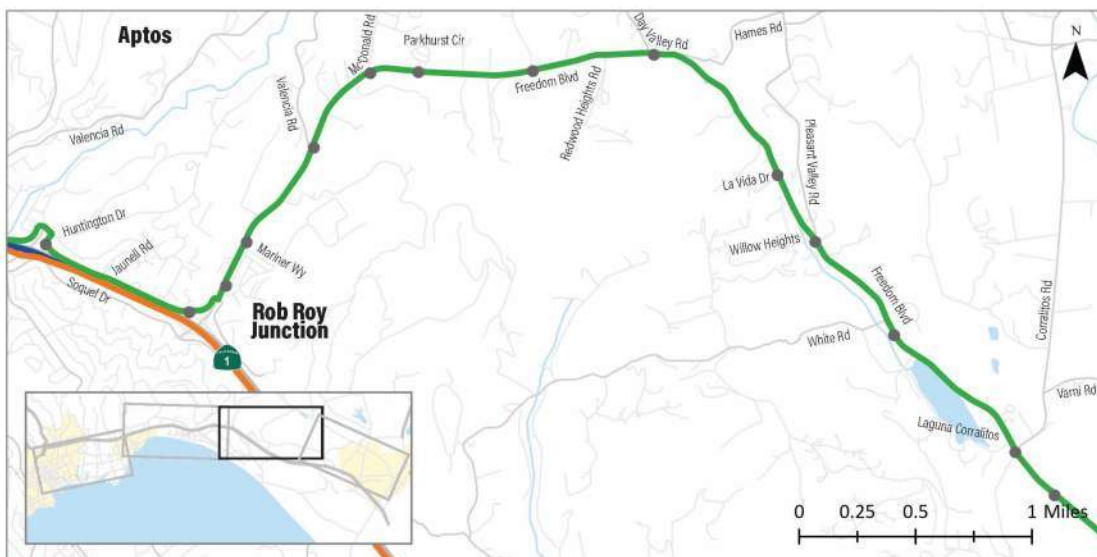 Aptos
McDonald Rd
Parkhurst Cir
Day Valley Rd
Hames Rd
N
Valencia Rd
Valencia Rd
Freedom Blvd
Redwood Heights Rd
Pleasant Valley Rd
La Vida Dr
Huntington Dr
Jaunell Rd
Mariner Wy
Willow Heights
Soquel Dr
Rob Roy
Junction
Freedom Blvd
Corralitos Rd
1
White Rd
Varni Rd
Laguna Corralitos
0 0.25 0.5 1 Miles